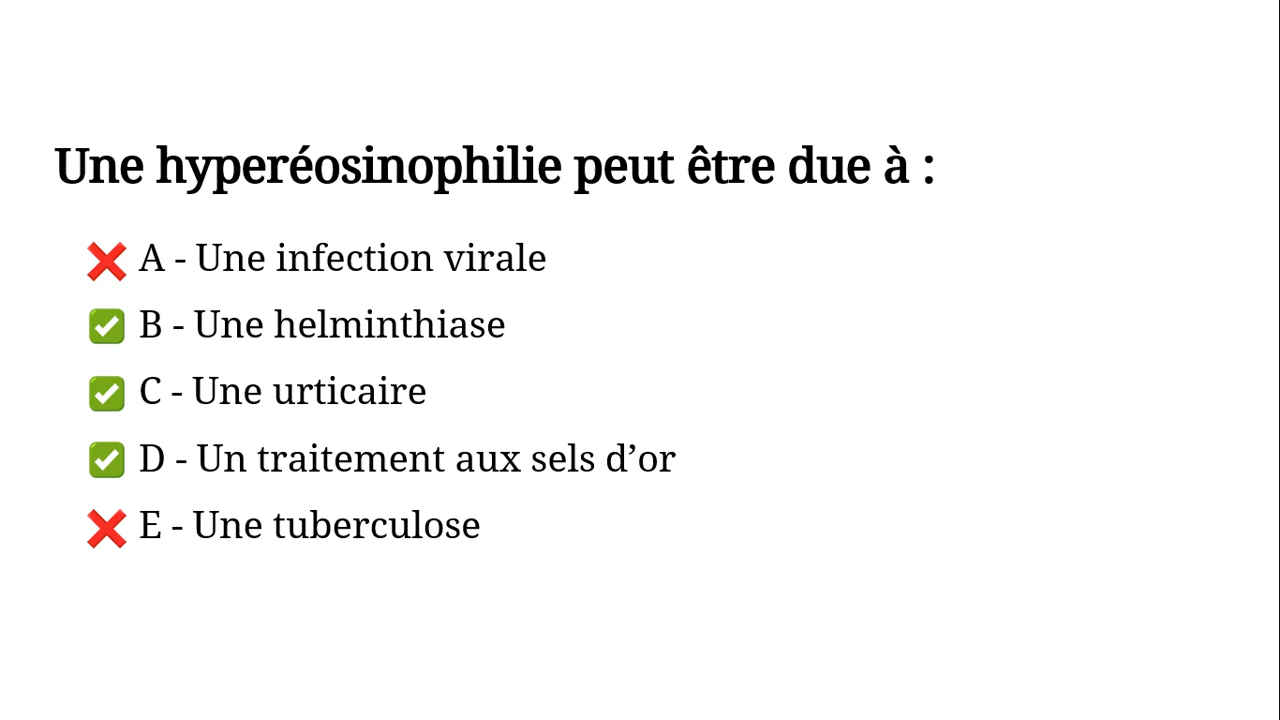 Une hyperéosinophilie peut être due à :
❌ A - Une infection virale
✅ B - Une helminthiase
✅ C - Une urticaire
✅ D - Un traitement aux sels d’or
❌ E - Une tuberculose